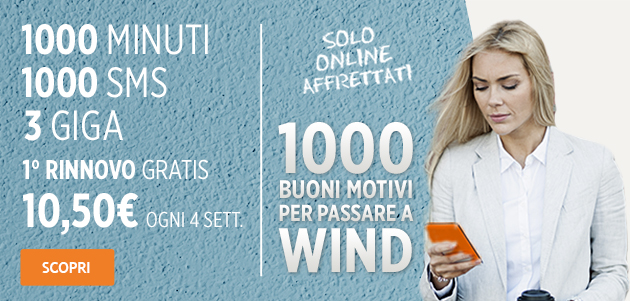 1000 MINUTI
1000 SMS
3 GIGA
1° RINNOVO GRATIS
10,50€ OGNI 4 SETT.
SCOPRI
SOLO
ONLINE
AFFRETTATI
1000
BUONI MOTIVI
PER PASSARE A
WIND